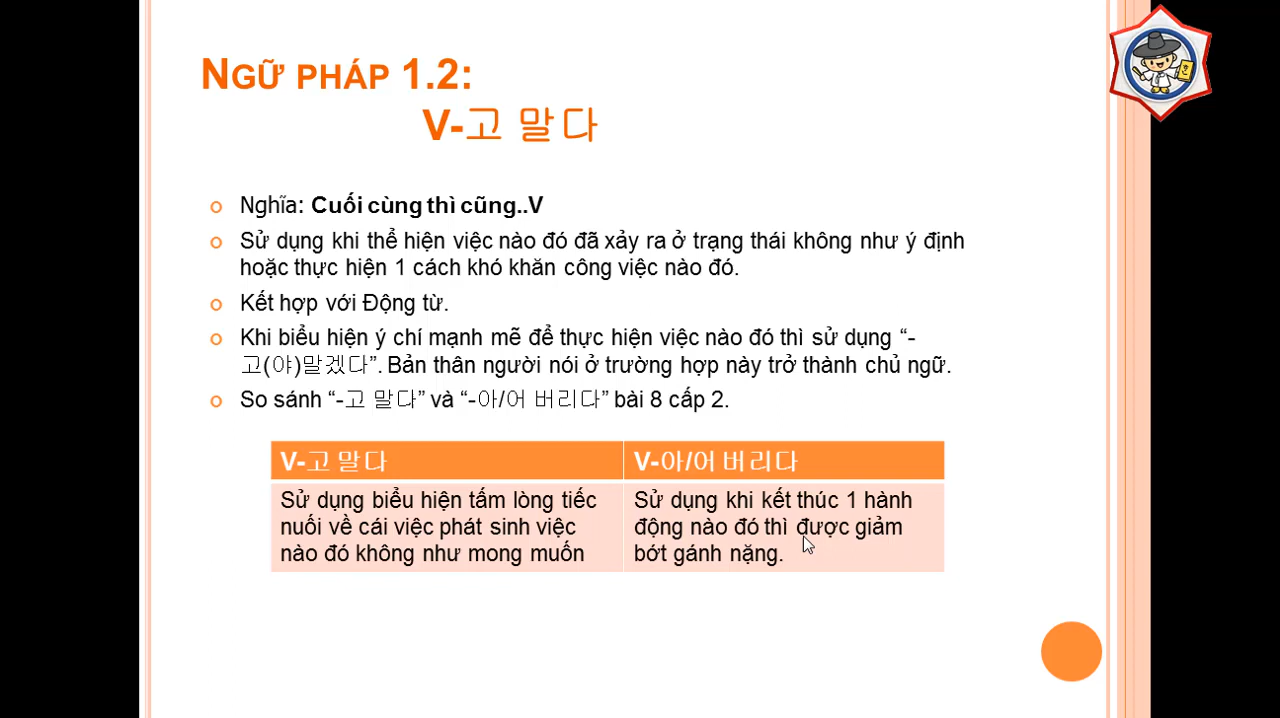 NGỮ PHÁP 1.2:
V-고 말다
Nghĩa: Cuối cùng thì cũng..V
Sử dụng khi thể hiện việc nào đó đã xảy ra ở trạng thái không như ý định
hoặc thực hiện 1 cách khó khăn công việc nào đó.
Kết hợp với Động từ.
Khi biểu hiện ý chí mạnh mẽ để thực hiện việc nào đó thì sử dụng “-
고(야)말겠다”. Bản thân người nói ở trường hợp này trở thành chủ ngữ.
So sánh “-고 말다” và “-아/어 버리다” bài 8 cấp 2.
V-고 말다
Sử dụng biểu hiện tấm lòng tiếc
nuối về cái việc phát sinh việc
nào đó không như mong muốn
V-아/어 버리다
Sử dụng khi kết thúc 1 hành
động nào đó thì được giảm
bớt gánh nặng.